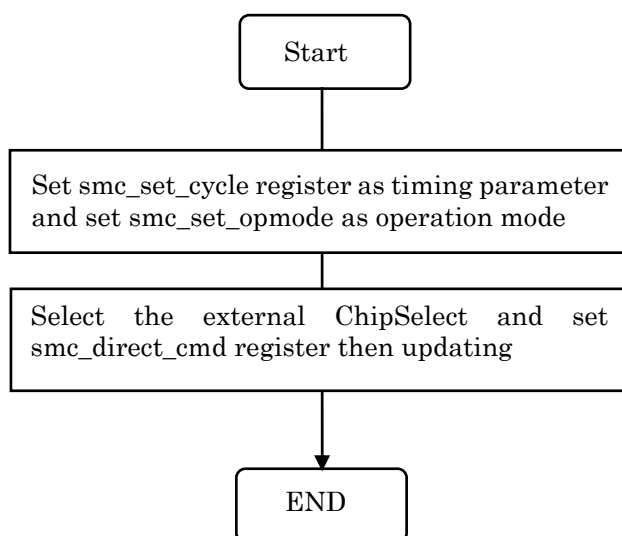 Start
Set smc_set_cycle register as timing parameter
and set smc_set_opmode as operation mode
Select the external ChipSelect and set
smc_direct_cmd register then updating
END